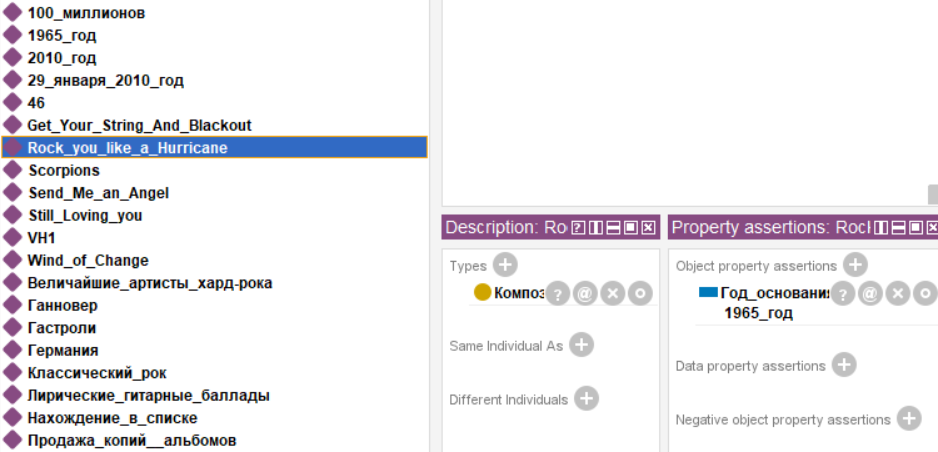 100_миллионов
1965_год
2010_год
29_января_2010_год
46
Get_Your_String_And_Blackout
Rock_you_like_a_Hurricane
Scorpions
Send_Me_an_Angel
Still_Loving_you
VH1
Wind_of_Change
Величайшие_артисты_хард-рока
Ганновер
Гастроли
Германия
Классический_рок
Лирические_гитарные_баллады
Нахождение_в_списке
Продажа_копий__альбомов
Description: Ro
Types
Композ
Same Individual As
Different Individuals
Property assertions: Rock
Object property assertions
Год_основания
1965_год
Data property assertions
Negative object property assertions